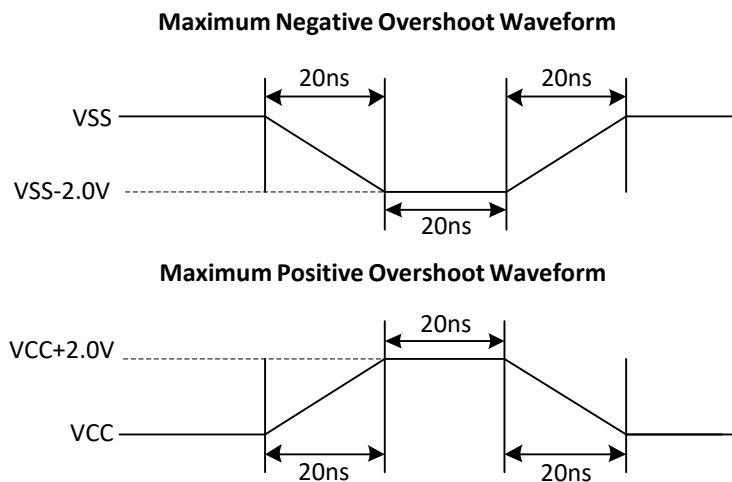 Maximum Negative Overshoot Waveform
20ns 20ns
VSS
VSS-2.0V
20ns
Maximum Positive Overshoot Waveform
20ns
VCC+2.0V
VCC
20ns 20ns